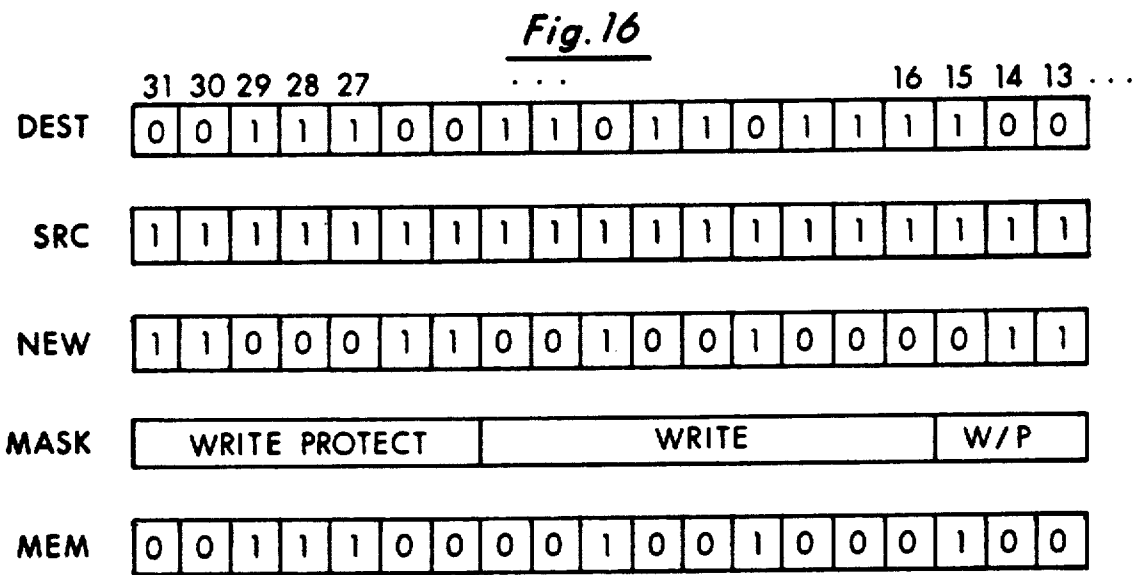 Fig. 16
31 30 29 28 27 ... 16 15 14 13 ...
DEST 0 0 1 1 1 0 0 1 1 0 1 1 0 1 1 1 1 0 0
SRC 1 1 1 1 1 1 1 1 1 1 1 1 1 1 1 1 1 1 1
NEW 1 1 0 0 0 1 1 0 0 1 0 0 1 0 0 0 0 1 1
MASK WRITE PROTECT WRITE W/P
MEM 0 0 1 1 1 0 0 0 0 1 0 0 1 0 0 0 1 0 0